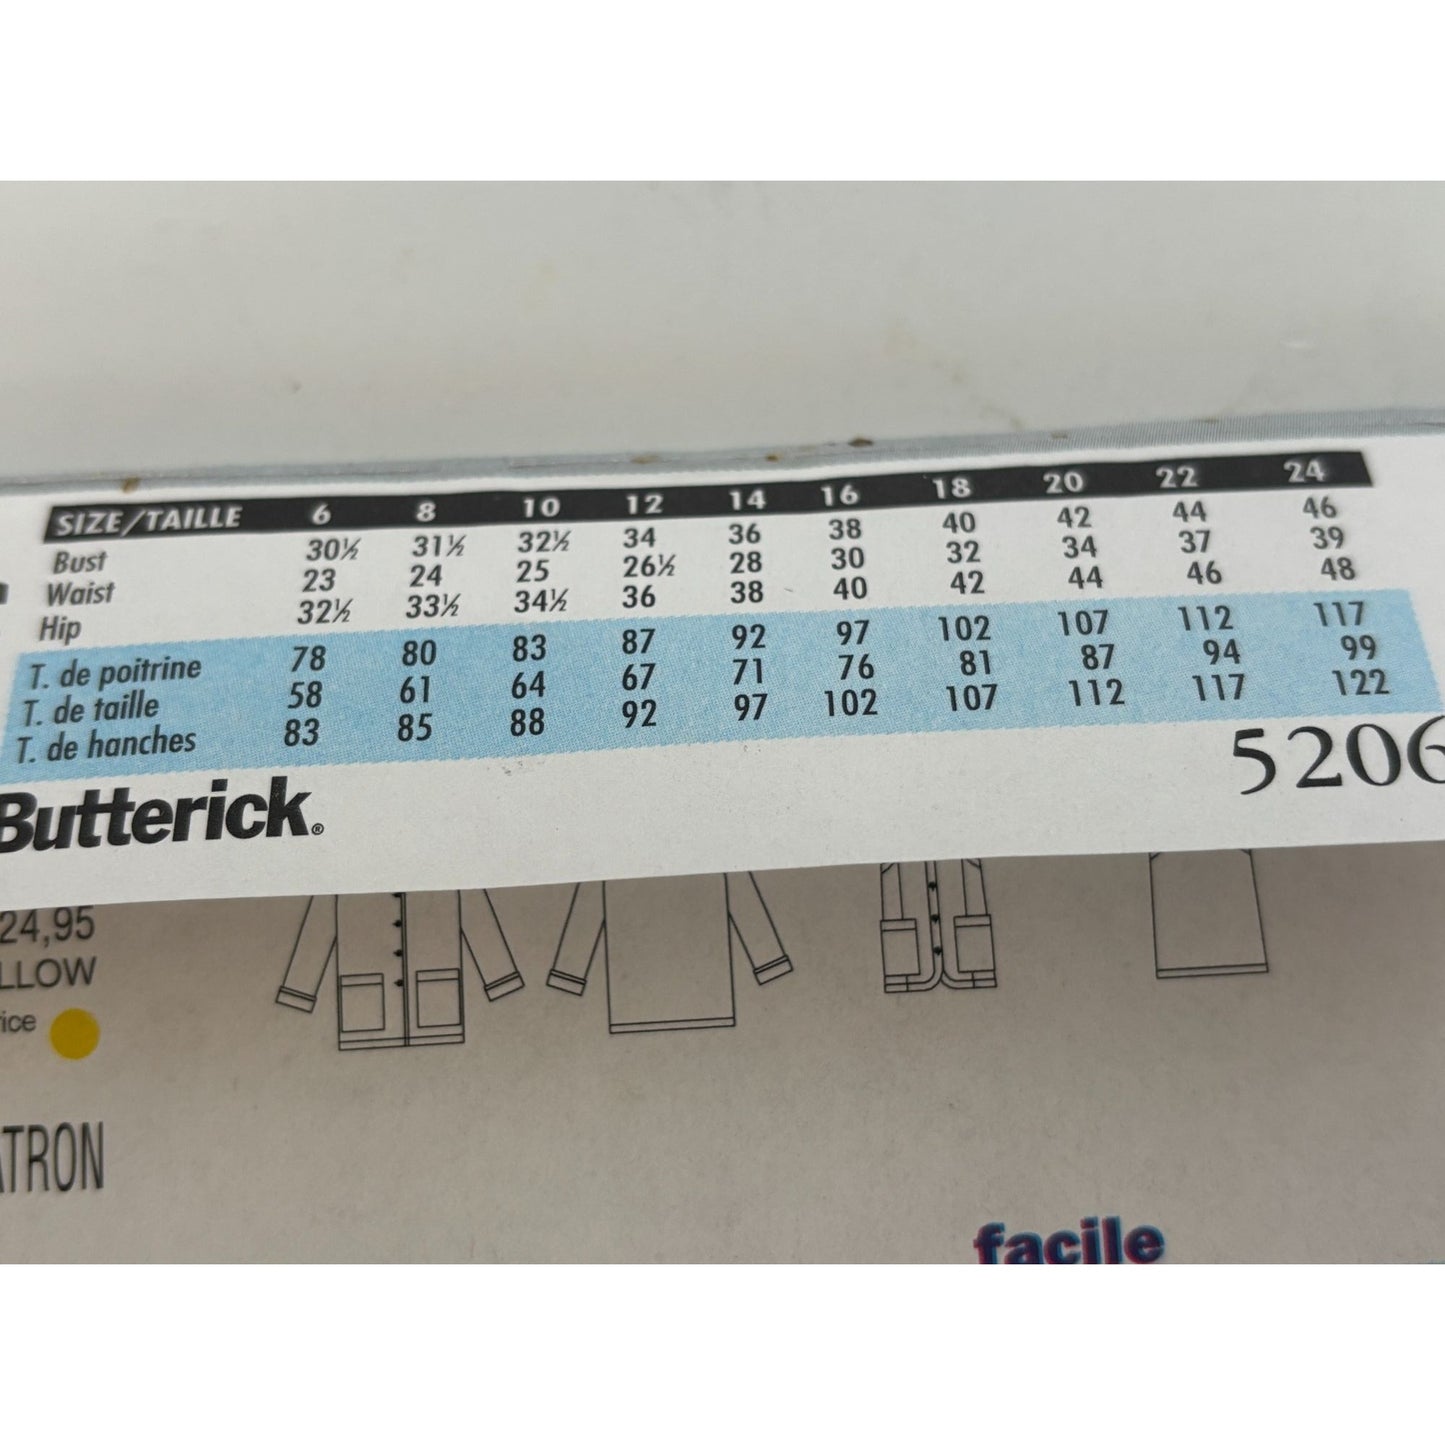 SIZE/TAILLE 6 8 10 12 14 16 18 20 22 24
Bust 30½ 31½ 32½ 34 36 38 40 42 44 46
Waist 23 24 25 26½ 28 30 32 34 37 39
Hip 32½ 33½ 34½ 36 38 40 42 44 46 48
T. de poitrine 78 80 83 87 92 97 102 107 112 117
T. de taille 58 61 64 67 71 76 81 87 94 99
T. de hanches 83 85 88 92 97 102 107 112 117 122
Butterick® 5206
24,95
LLOW
rice
ATRON
facile